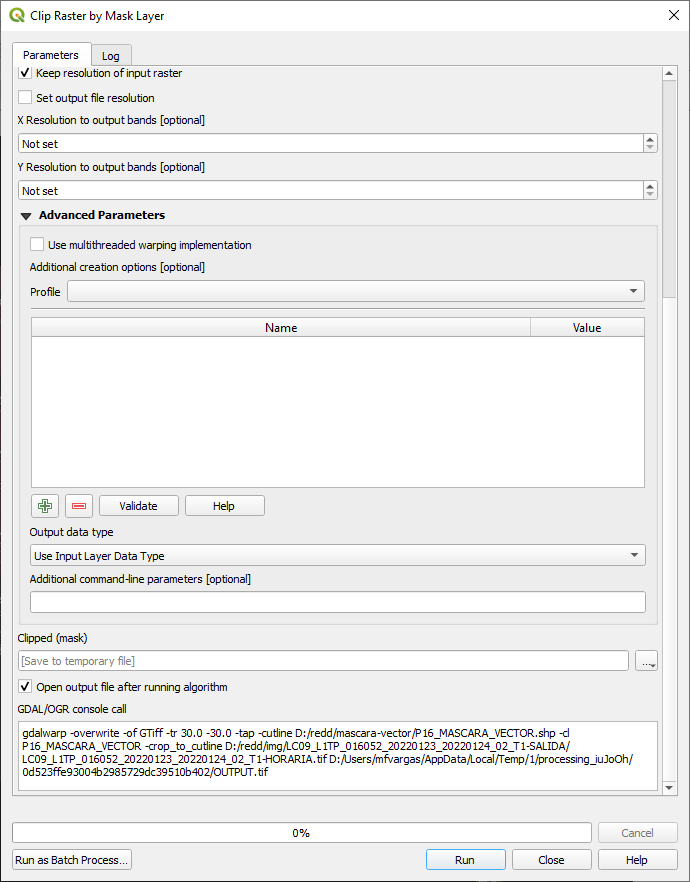 Clip Raster by Mask Layer
Parameters
Log
Keep resolution of input raster
Set output file resolution
X Resolution to output bands [optional]
Not set
Y Resolution to output bands [optional]
Not set
Advanced Parameters
Use multithreaded warping implementation
Additional creation options [optional]
Profile
Name Value
Validate Help
Output data type
Use Input Layer Data Type
Additional command-line parameters [optional]
Clipped (mask)
[Save to temporary file]
...
Open output file after running algorithm
GDAL/OGR console call
gdalwarp -overwrite -of GTiff -tr 30.0 -30.0 -tap -cutline D:/redd/mascara-vector/P16_MASCARA_VECTOR.shp -cl
P16_MASCARA_VECTOR -crop_to_cutline D:/redd/img/LC09_L1TP_016052_20220123_20220124_02_T1-SALIDA/
LC09_L1TP_016052_20220123_20220124_02_T1-HORARIA.tif D:/Users/mfvargas/AppData/Local/Temp/1/processing_iuJoOh/
0d523ffe93004b2985729dc39510b402/OUTPUT.tif
0%
Cancel
Run as Batch Process...
Run
Close
Help